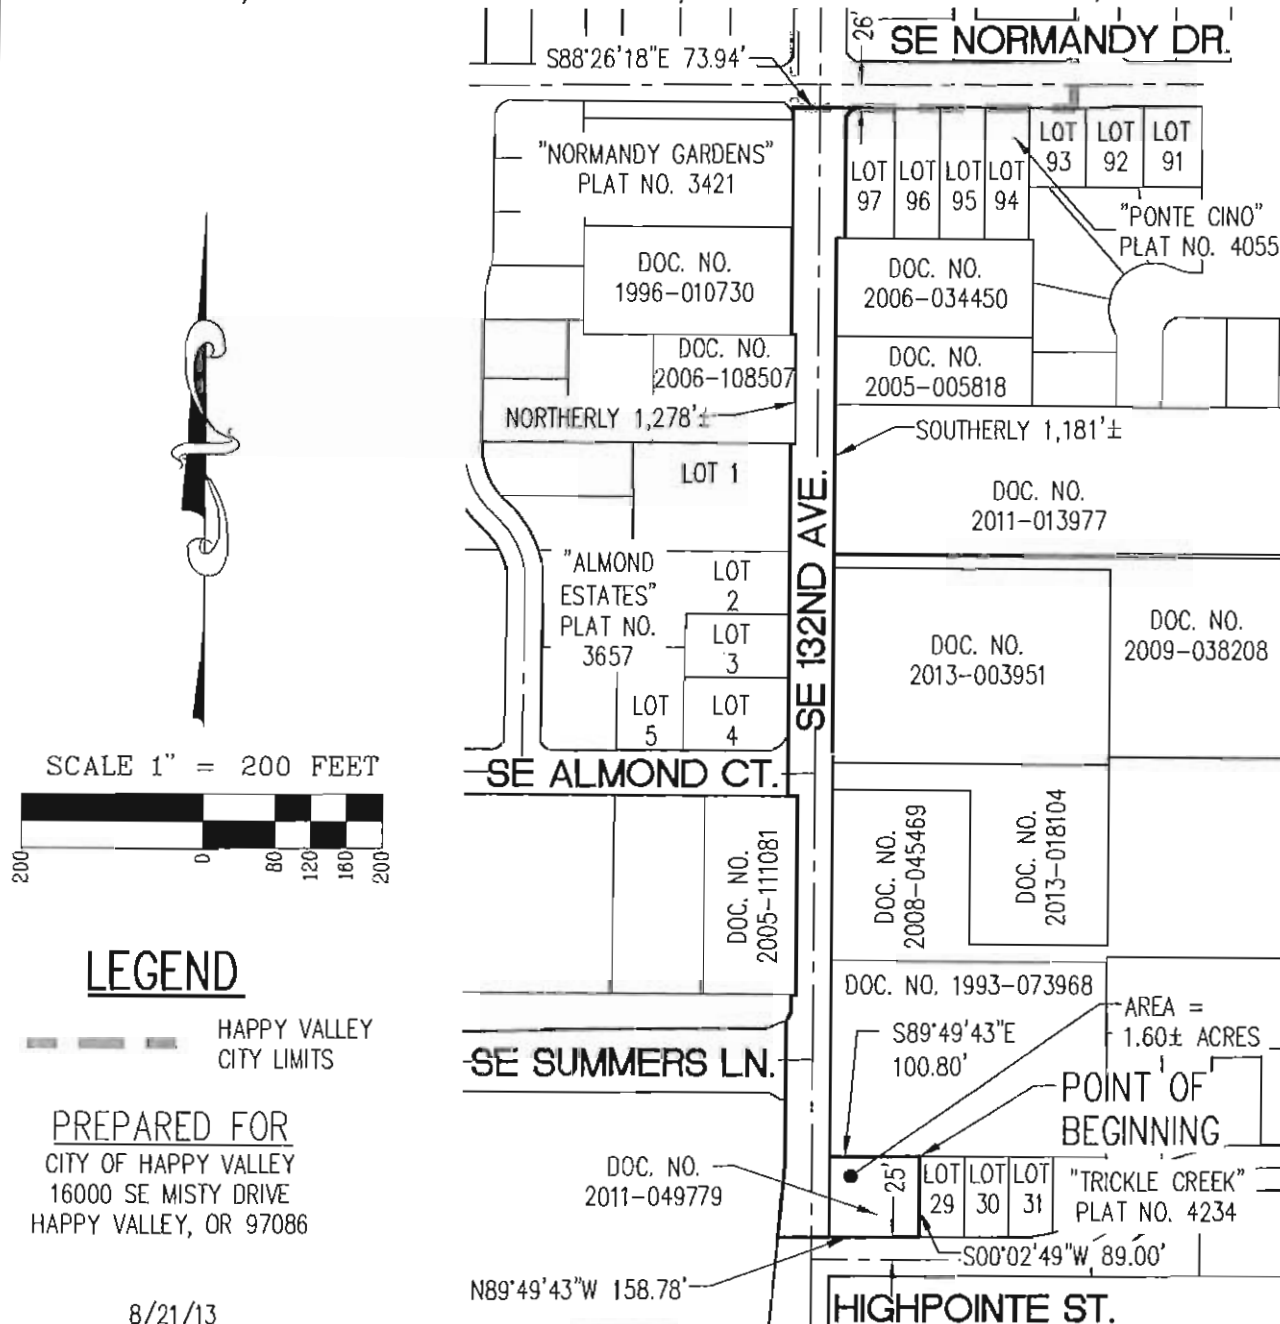 SE NORMANDY DR.
26'
S88°26'18"E 73.94'
"NORMANDY GARDENS"
PLAT NO. 3421
LOT
97
LOT
96
LOT
95
LOT
94
LOT
93
LOT
92
LOT
91
"PONTE CINO"
PLAT NO. 4055
DOC. NO.
1996-010730
DOC. NO.
2006-034450
DOC. NO.
2006-108507
DOC. NO.
2005-005818
NORTHERLY 1,278'±
SOUTHERLY 1,181'±
LOT 1
DOC. NO.
2011-013977
SE 132ND AVE.
"ALMOND
ESTATES"
PLAT NO.
3657
LOT
2
LOT
3
LOT
4
LOT
5
DOC. NO.
2013-003951
DOC. NO.
2009-038208
SCALE 1" = 200 FEET
200
0
80
120
160
200
SE ALMOND CT.
DOC. NO.
2005-111081
DOC. NO.
2008-045469
DOC. NO.
2013-018104
LEGEND
HAPPY VALLEY
CITY LIMITS
DOC. NO. 1993-073968
AREA =
1.60± ACRES
S89°49'43"E
100.80'
SE SUMMERS LN.
POINT OF
BEGINNING
PREPARED FOR
CITY OF HAPPY VALLEY
16000 SE MISTY DRIVE
HAPPY VALLEY, OR 97086
DOC. NO.
2011-049779
25'
LOT
29
LOT
30
LOT
31
"TRICKLE CREEK"
PLAT NO. 4234
S00°02'49"W 89.00'
N89°49'43"W 158.78'
HIGHPOINTE ST.
8/21/13